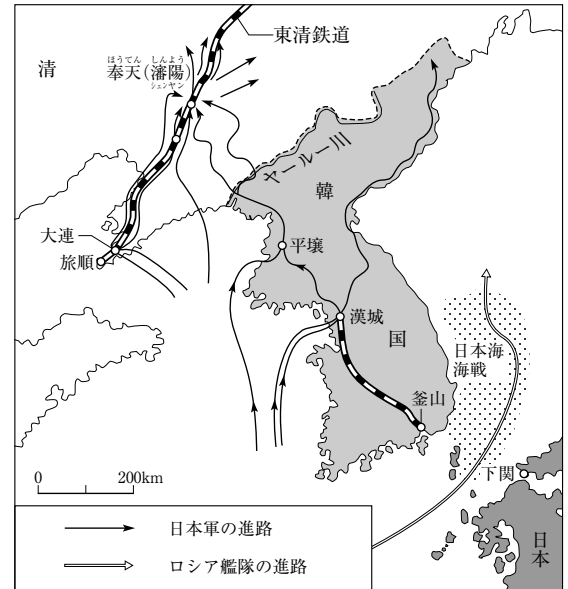 東清鉄道
清
ほうてん しんよう
奉天(瀋陽)
シェンヤン
ヤールー川
韓
大連
旅順
平壌
漢城
国
日本海
海戦
釜山
下関
0 200km
日本
日本軍の進路
ロシア艦隊の進路